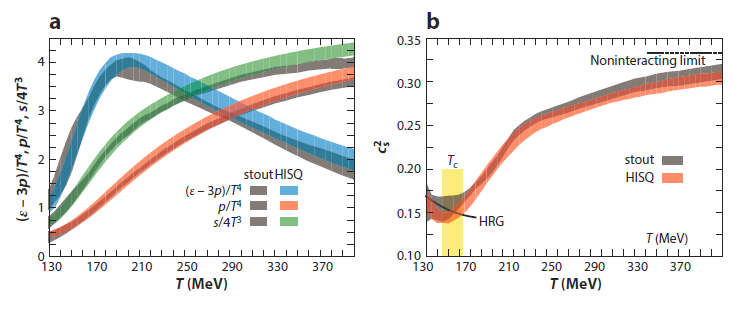 a
(ε – 3p)/T⁴, p/T⁴, s/4T³
4
3
2
1
0
130 170 210 250 290 330 370
T (MeV)
stout HISQ
(ε – 3p)/T⁴
p/T⁴
s/4T³
b
c²ₛ
0.35
0.30
0.25
0.20
0.15
0.10
130 170 210 250 290 330 370
T (MeV)
Noninteracting limit
T꜀
stout
HISQ
HRG
T (MeV)